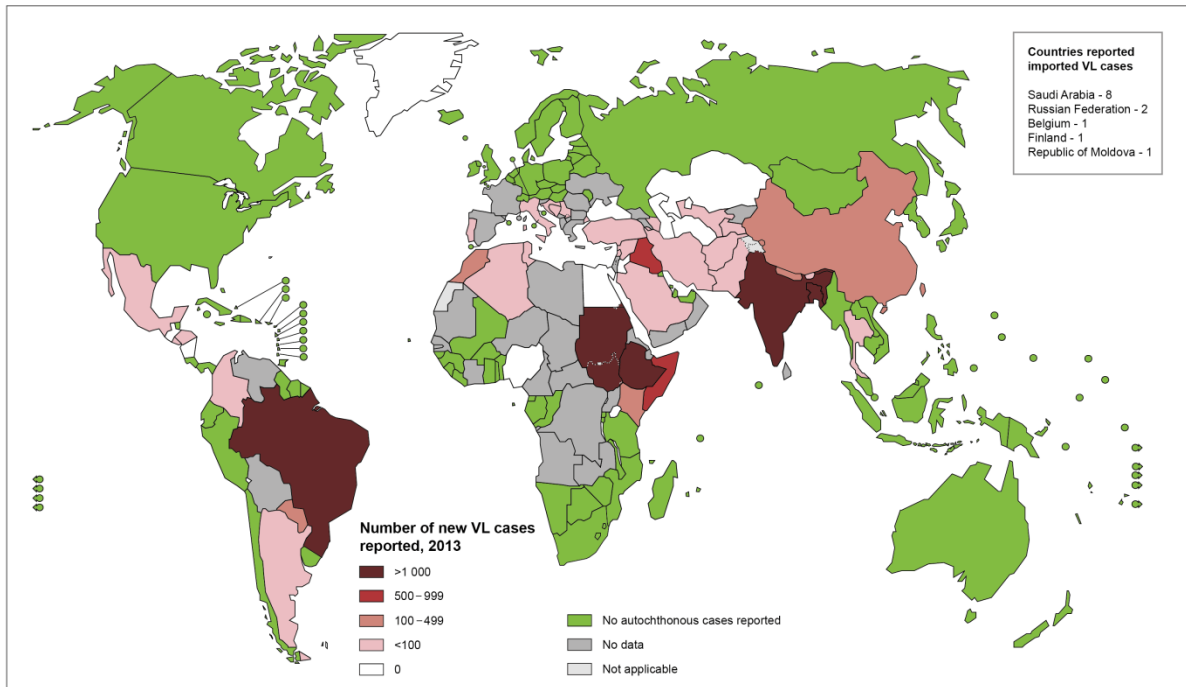 Countries reported
imported VL cases
Saudi Arabia - 8
Russian Federation - 2
Belgium - 1
Finland - 1
Republic of Moldova - 1
Number of new VL cases
reported, 2013
>1 000
500–999
100–499
<100
0
No autochthonous cases reported
No data
Not applicable